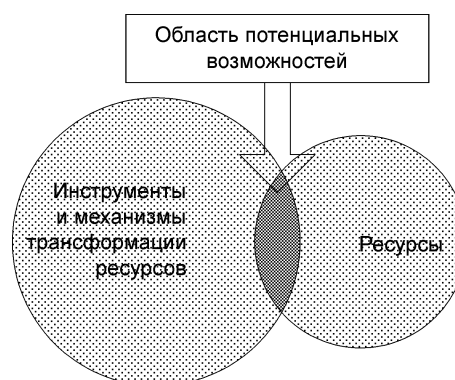 Область потенциальных
возможностей
Инструменты
и механизмы
трансформации
ресурсов
Ресурсы